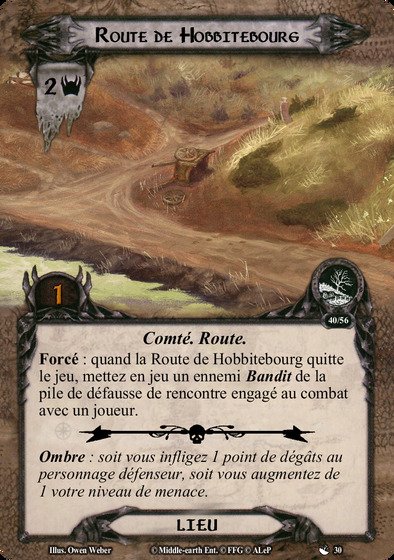 Route de Hobbitebourg
2
1
40/56
Comté. Route.
Forcé : quand la Route de Hobbitebourg quitte
le jeu, mettez en jeu un ennemi Bandit de la
pile de défausse de rencontre engagé au combat
avec un joueur.
Ombre : soit vous infligez 1 point de dégâts au
personnage défenseur, soit vous augmentez de
1 votre niveau de menace.
LIEU
Illus. Owen Weber
©Middle-earth Ent. © FFG © ALeP
30